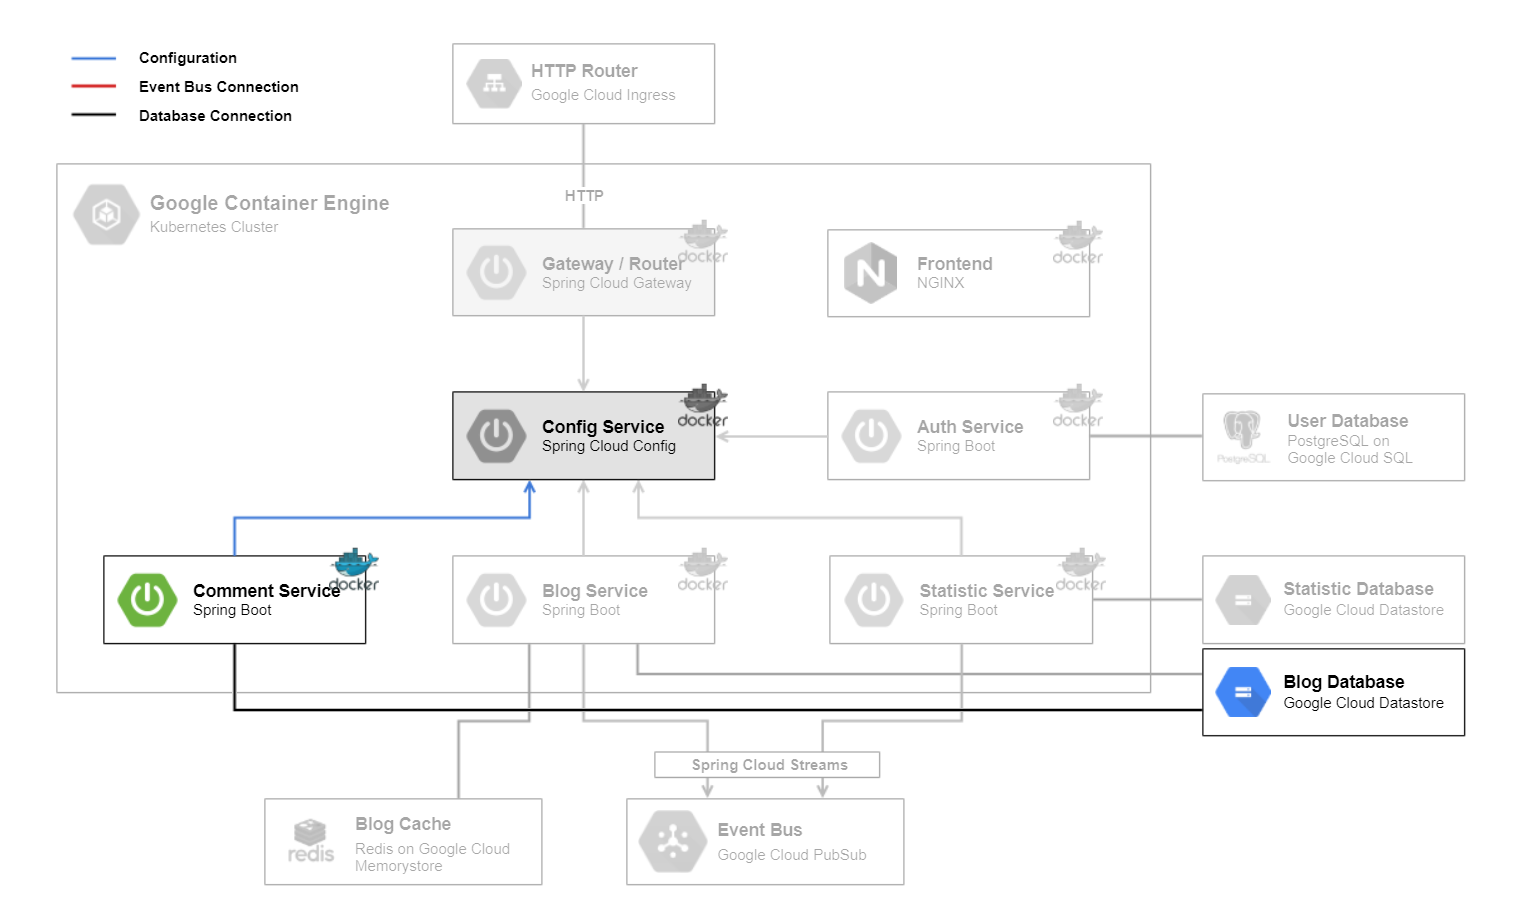 Configuration
Event Bus Connection
Database Connection
HTTP Router
Google Cloud Ingress
Google Container Engine
Kubernetes Cluster
HTTP
Gateway / Router
Spring Cloud Gateway
docker
Frontend
NGINX
docker
Config Service
Spring Cloud Config
docker
Auth Service
Spring Boot
docker
User Database
PostgreSQL on
Google Cloud SQL
PostgreSQL
Comment Service
Spring Boot
docker
Blog Service
Spring Boot
docker
Statistic Service
Spring Boot
docker
Statistic Database
Google Cloud Datastore
Blog Database
Google Cloud Datastore
Spring Cloud Streams
Blog Cache
Redis on Google Cloud
Memorystore
redis
Event Bus
Google Cloud PubSub